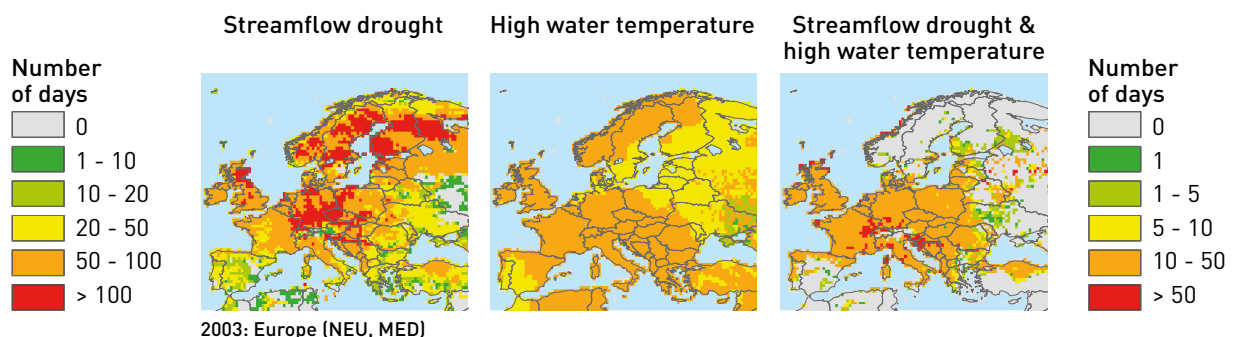 Streamflow drought
High water temperature
Streamflow drought &
high water temperature
Number
of days
0
1 - 10
10 - 20
20 - 50
50 - 100
> 100
Number
of days
0
1
1 - 5
5 - 10
10 - 50
> 50
2003: Europe (NEU, MED)